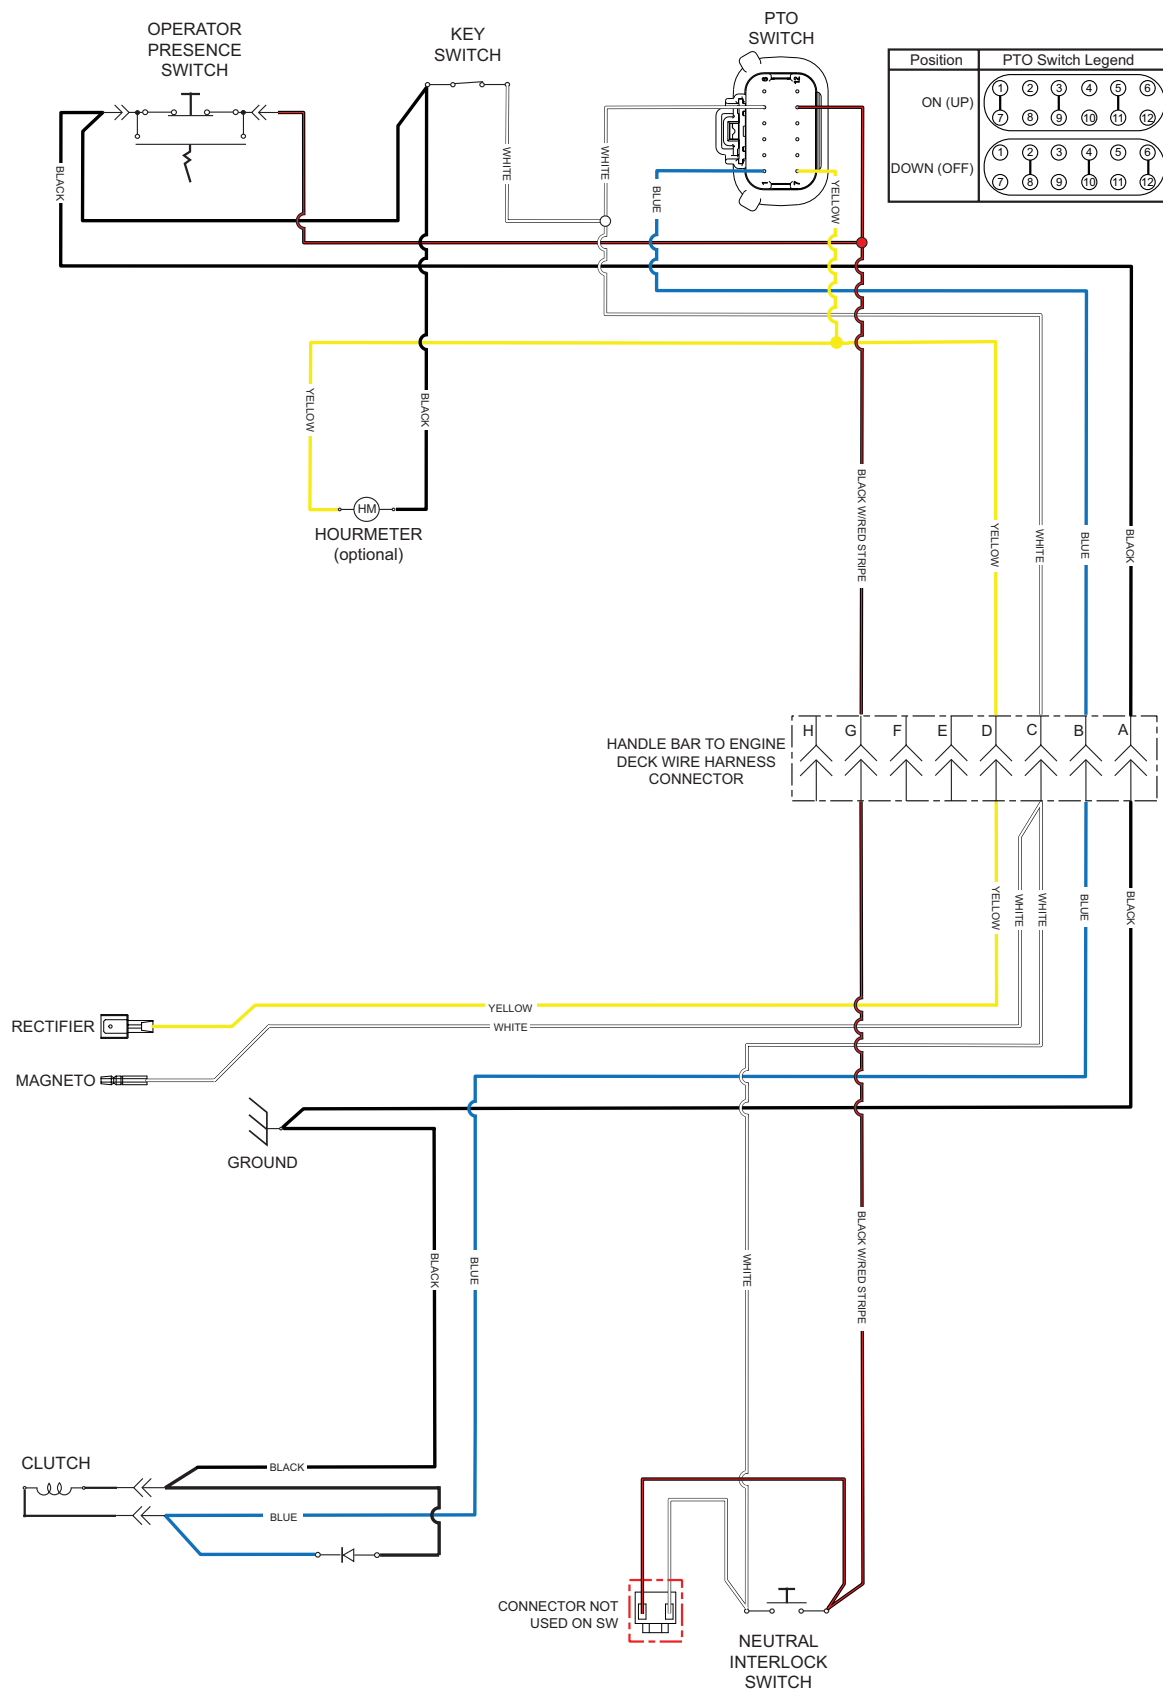 OPERATOR
PRESENCE
SWITCH
KEY
SWITCH
PTO
SWITCH
Position PTO Switch Legend
ON (UP)
1 2 3 4 5 6
7 8 9 10 11 12
DOWN (OFF)
1 2 3 4 5 6
7 8 9 10 11 12
6 12
1 7
BLACK
WHITE
WHITE
BLUE
YELLOW
YELLOW
BLACK
HM
HOURMETER
(optional)
BLACK W/RED STRIPE
YELLOW
WHITE
BLUE
BLACK
HANDLE BAR TO ENGINE
DECK WIRE HARNESS
CONNECTOR
H G F E D C B A
YELLOW
WHITE
WHITE
BLUE
BLACK
RECTIFIER
YELLOW
WHITE
MAGNETO
GROUND
BLACK
BLUE
WHITE
BLACK W/RED STRIPE
CLUTCH
BLACK
BLUE
CONNECTOR NOT
USED ON SW
NEUTRAL
INTERLOCK
SWITCH